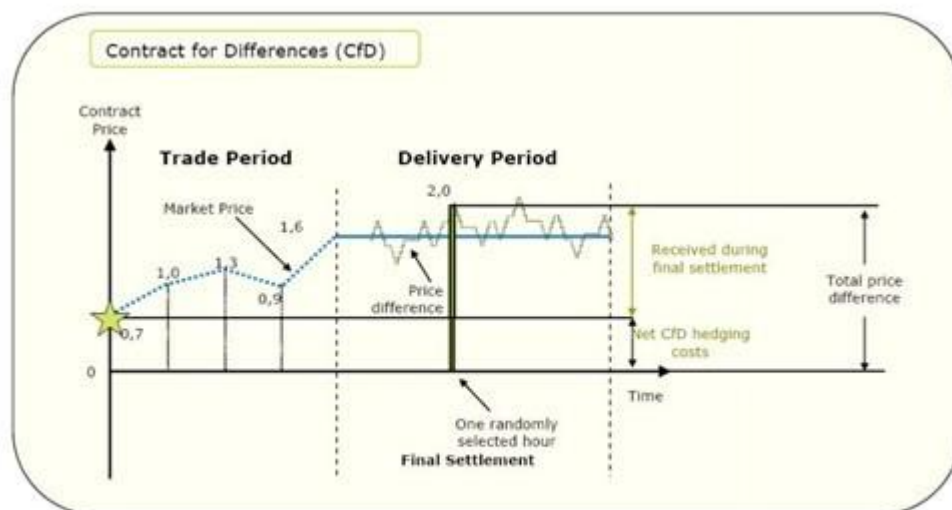 Contract for Differences (CfD)
Contract
Price
Trade Period
Delivery Period
Market Price
2,0
1,6
1,3
1,0
0,9
0,7
0
Price
difference
Received during
final settlement
Total price
difference
Net CfD hedging
costs
Time
One randomly
selected hour
Final Settlement